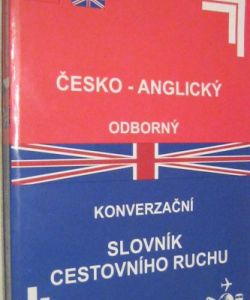 ČESKO - ANGLICKÝ
ODBORNÝ
KONVERZAČNÍ
SLOVNÍK
CESTOVNÍHO RUCHU